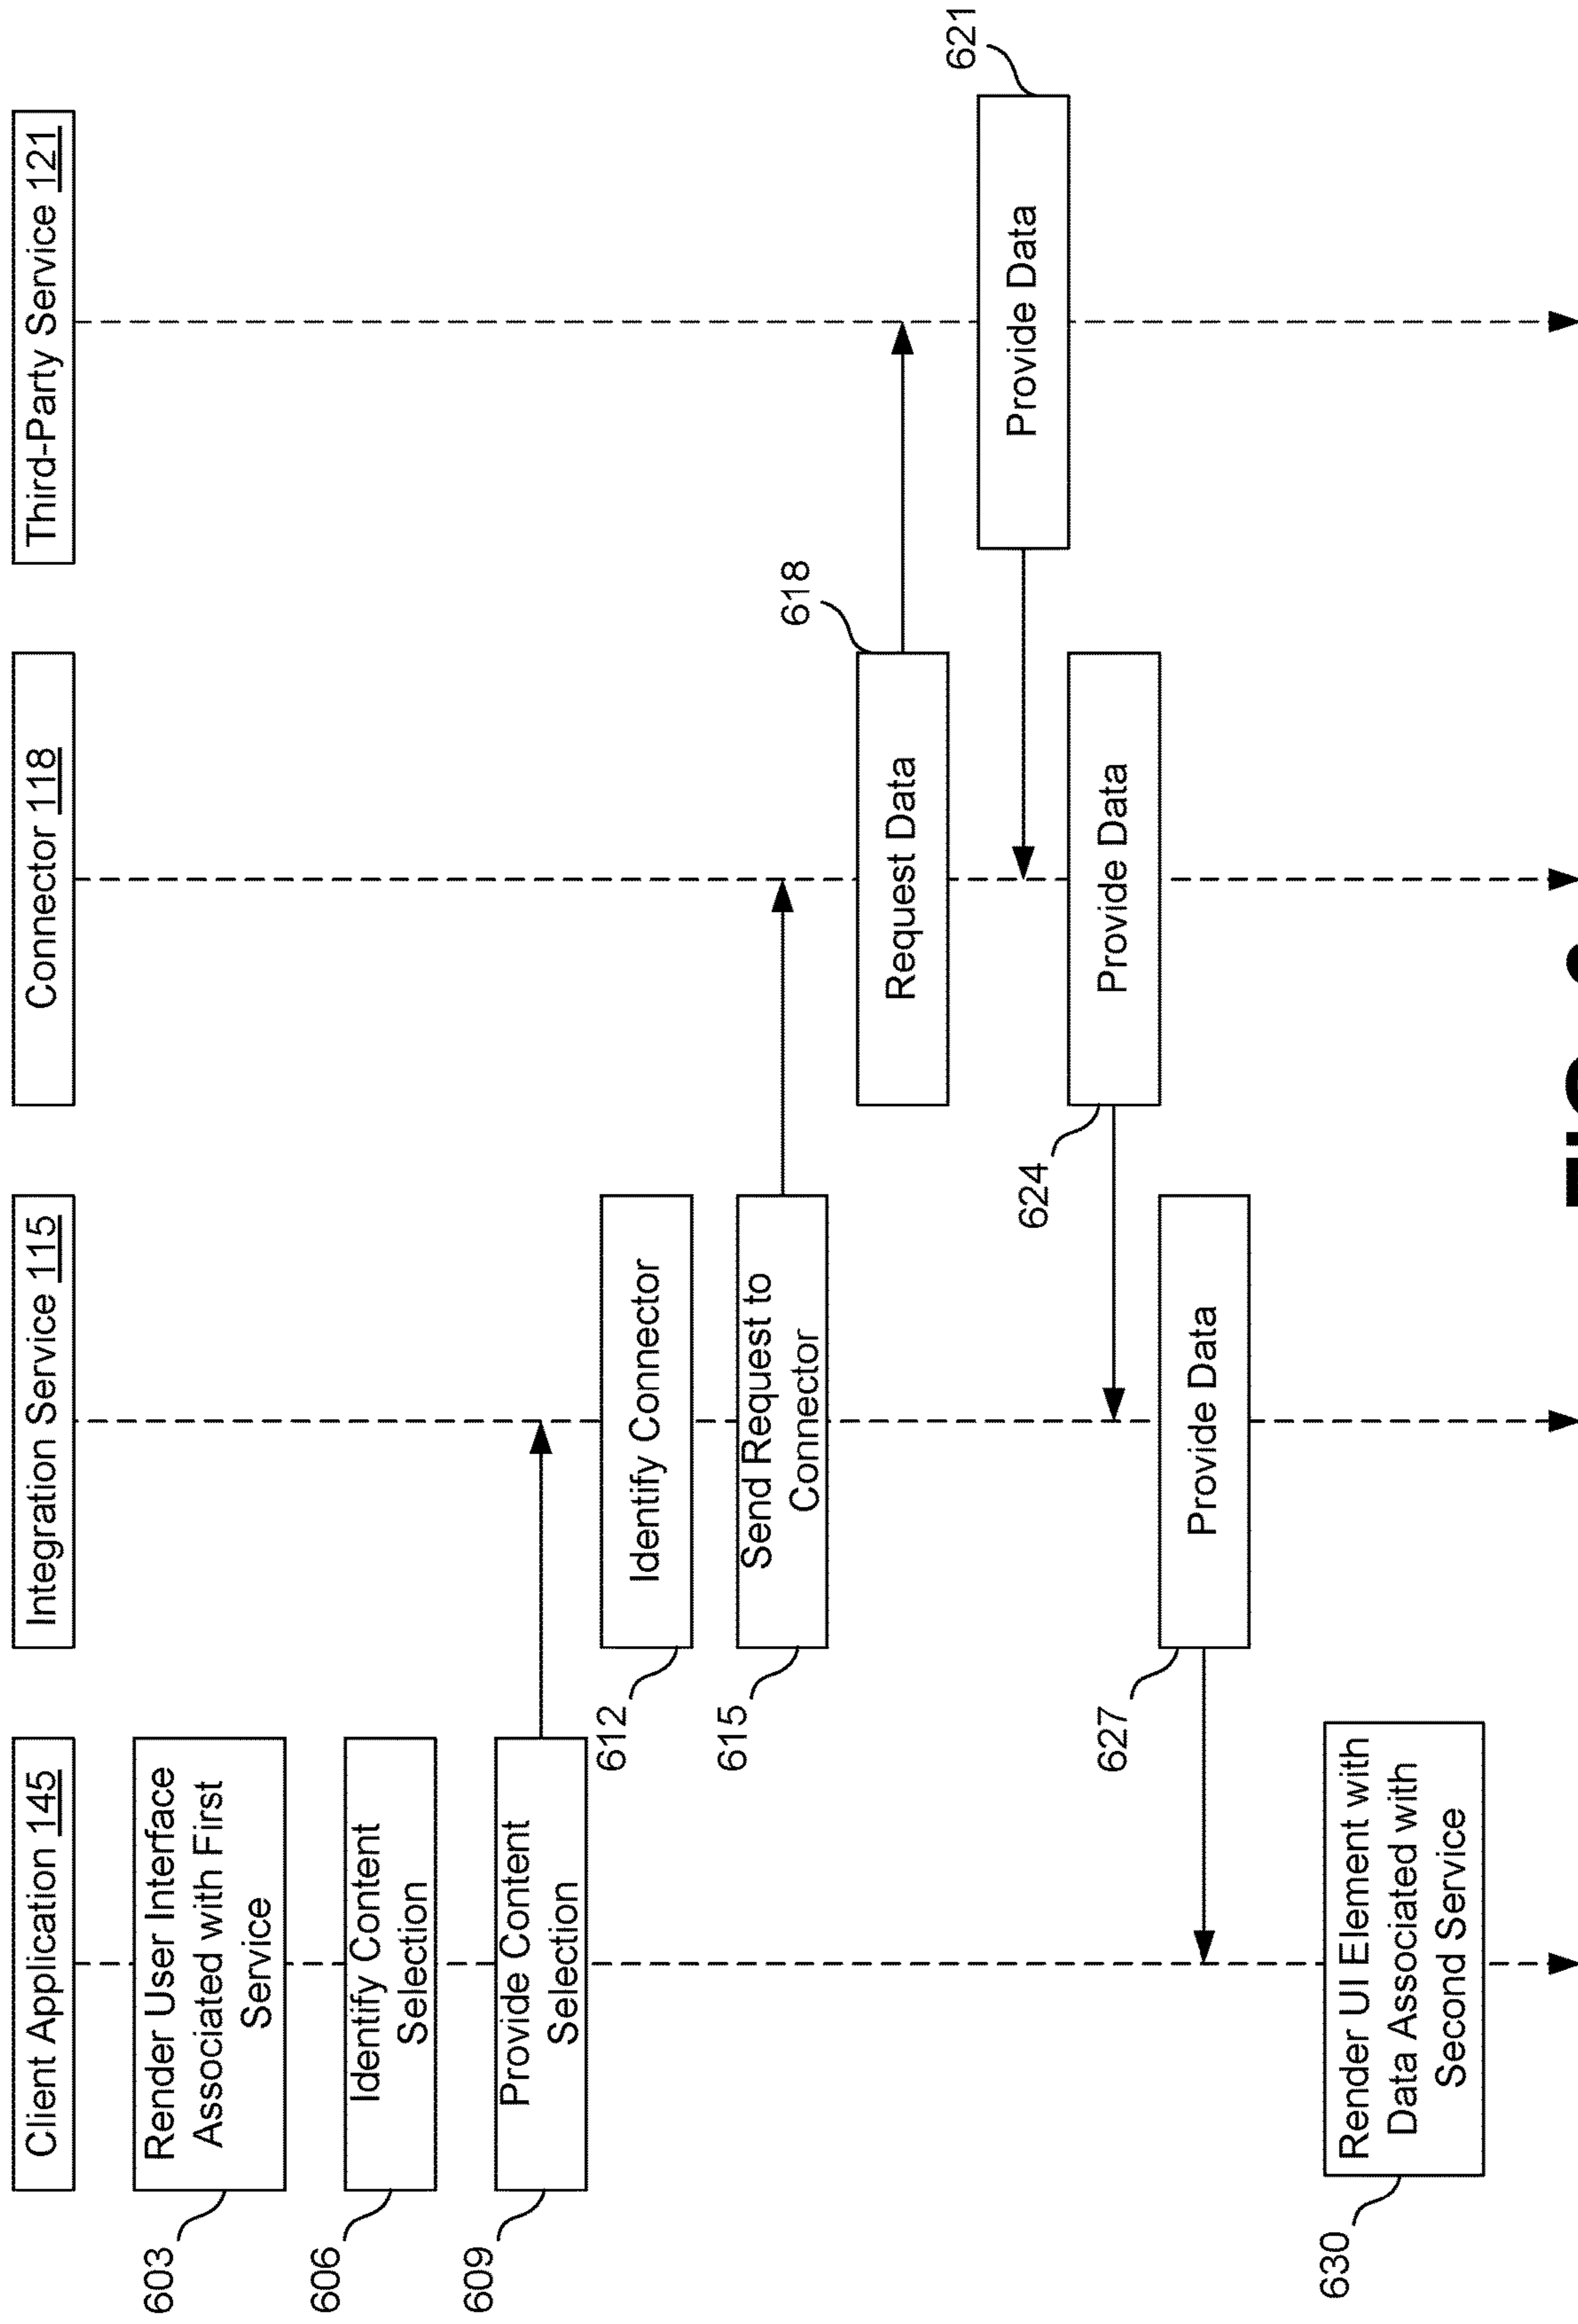 Client Application 145
Integration Service 115
Connector 118
Third-Party Service 121
603
Render User Interface
Associated with First
Service
606
Identify Content
Selection
609
Provide Content
Selection
612
Identify Connector
615
Send Request to
Connector
618
Request Data
621
Provide Data
624
Provide Data
627
Provide Data
630
Render UI Element with
Data Associated with
Second Service